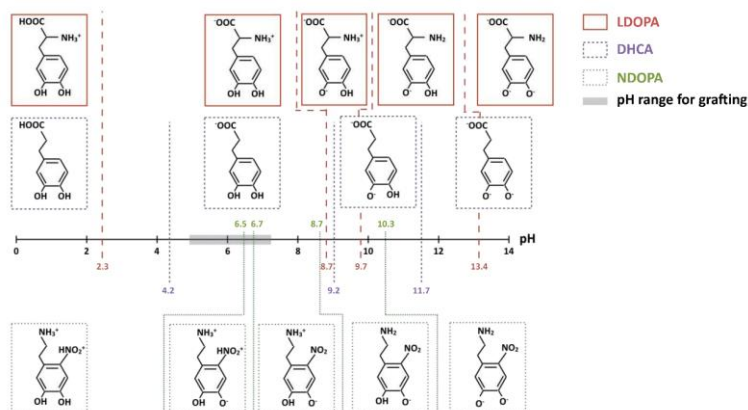 HOOC
NH₃⁺
OH
OH
⁻OOC
NH₃⁺
OH
OH
⁻OOC
NH₃⁺
O⁻
OH
⁻OOC
NH₂
O⁻
OH
⁻OOC
NH₂
O⁻
O⁻
LDOPA
DHCA
NDOPA
pH range for grafting
HOOC
OH
OH
⁻OOC
OH
OH
⁻OOC
O⁻
OH
⁻OOC
O⁻
O⁻
6.5 6.7 8.7 10.3
pH
0 2 4 6 8 10 12 14
2.3 8.7 9.7 13.4
4.2 9.2 11.7
NH₃⁺
HNO₂⁺
OH
OH
NH₃⁺
HNO₂⁺
OH
O⁻
NH₃⁺
NO₂
OH
O⁻
NH₂
NO₂
OH
O⁻
NH₂
NO₂
O⁻
O⁻